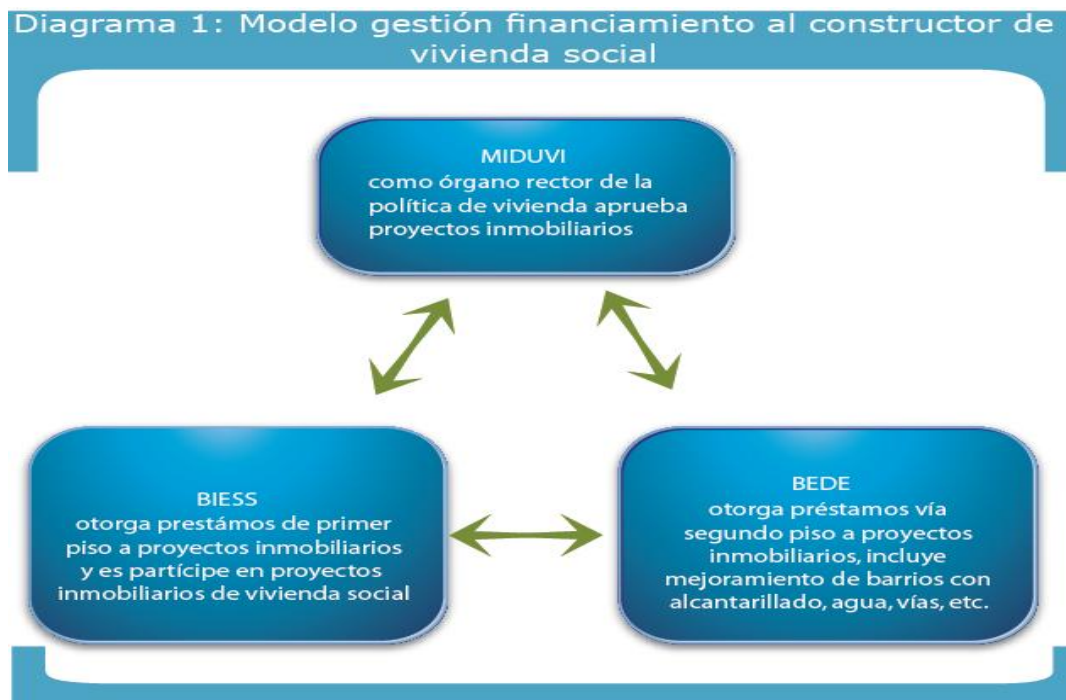 Diagrama 1: Modelo gestión financiamiento al constructor de
vivienda social
MIDUVI
como órgano rector de la
política de vivienda aprueba
proyectos inmobiliarios
BIESS
otorga prestámos de primer
piso a proyectos inmobiliarios
y es partícipe en proyectos
inmobiliarios de vivienda social
BEDE
otorga préstamos vía
segundo piso a proyectos
inmobiliarios, incluye
mejoramiento de barrios con
alcantarillado, agua, vías, etc.